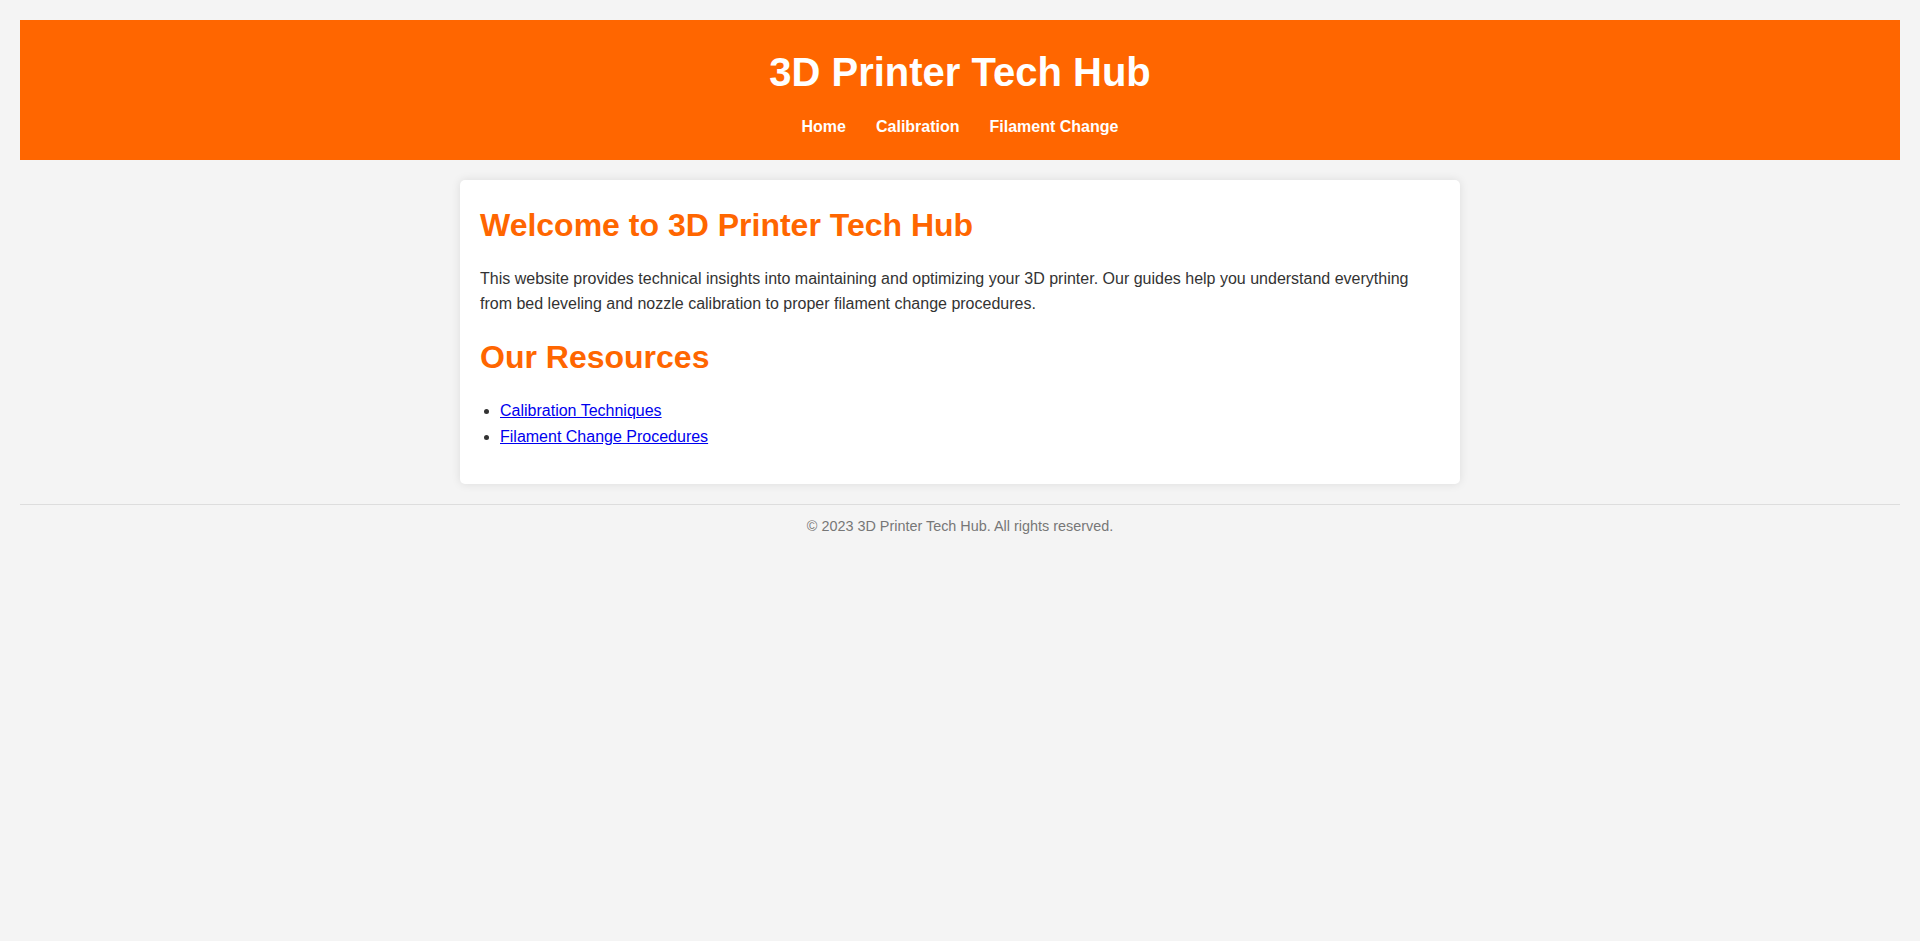 3D Printer Tech Hub
Home Calibration Filament Change
Welcome to 3D Printer Tech Hub
This website provides technical insights into maintaining and optimizing your 3D printer. Our guides help you understand everything
from bed leveling and nozzle calibration to proper filament change procedures.
Our Resources
Calibration Techniques
Filament Change Procedures
© 2023 3D Printer Tech Hub. All rights reserved.